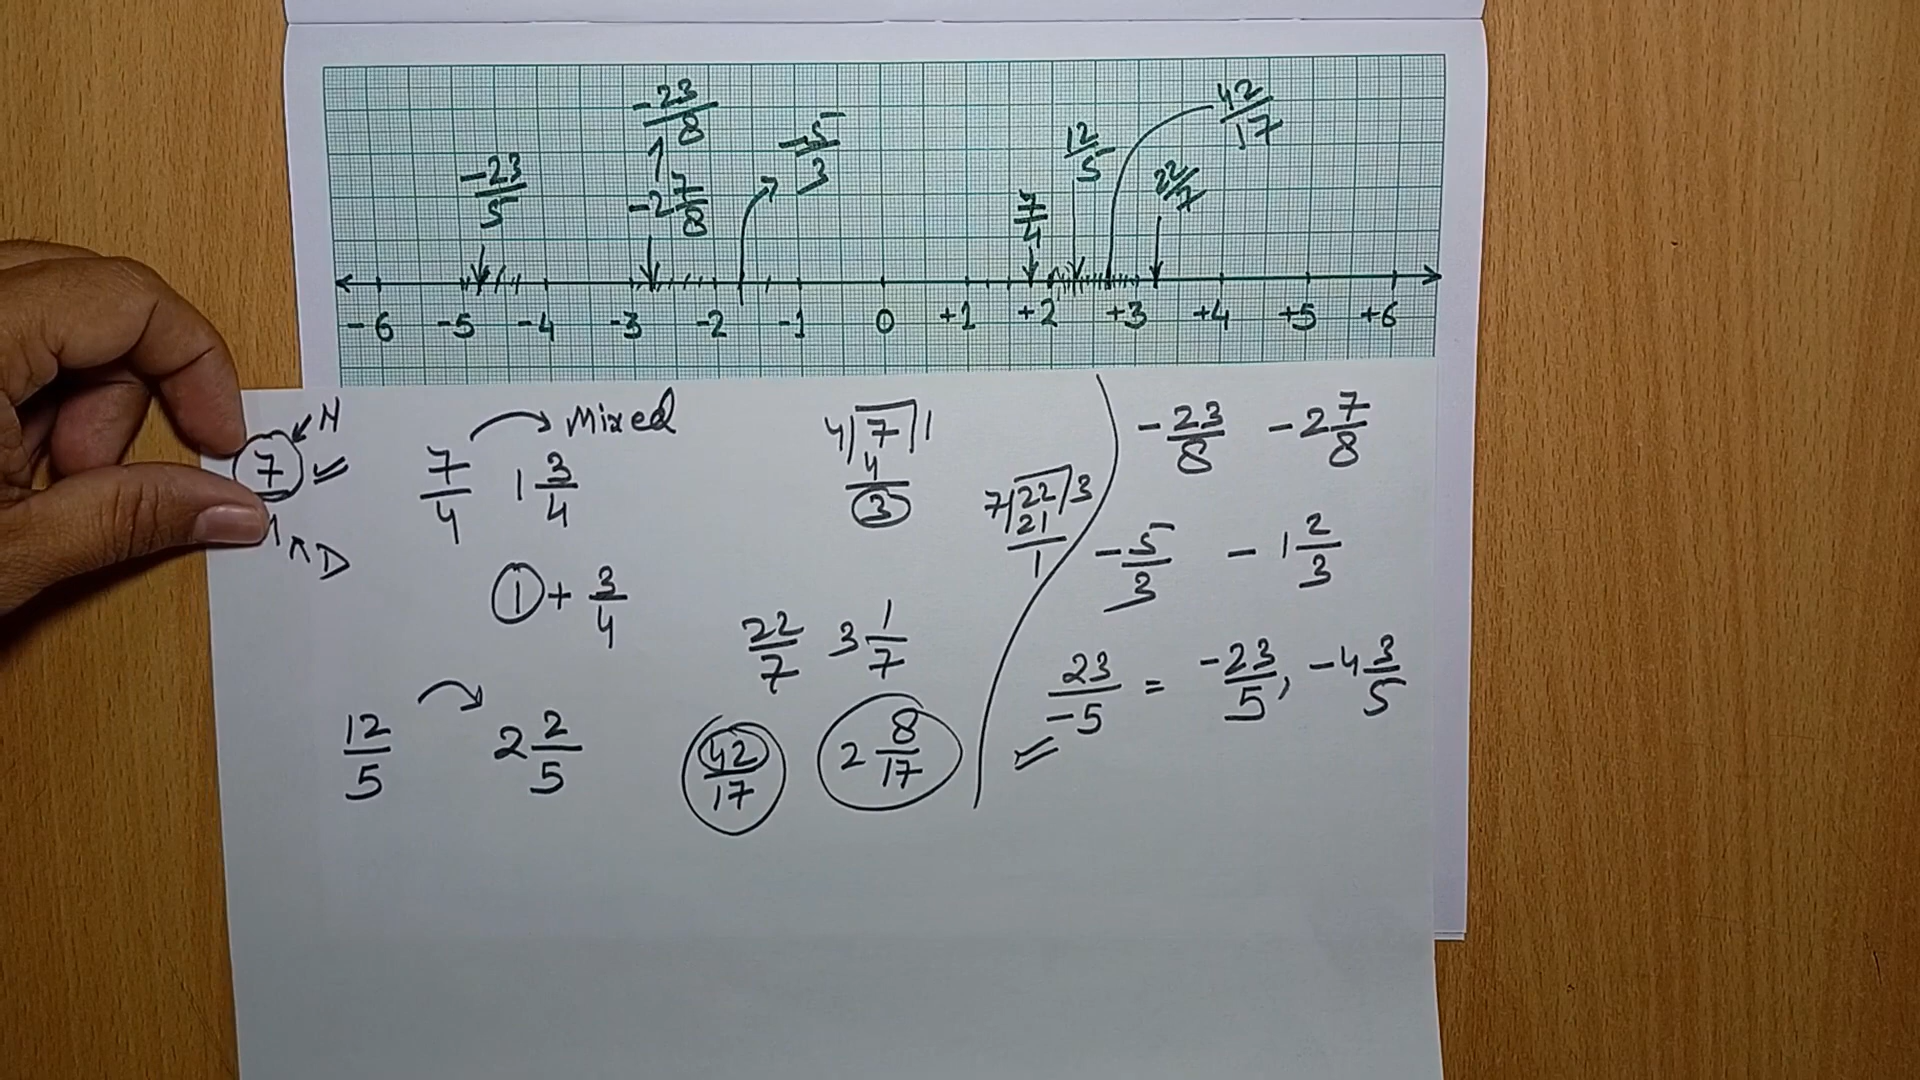 -23/8
-5/3
42/17
12/5
-23/5
-2 7/8
7/4
22/7
-6 -5 -4 -3 -2 -1 0 +1 +2 +3 +4 +5 +6
N
7
D
7/4
Mixed
1 3/4
4 7 1
4
3
1 + 3/4
7 22 3
21
1
22/7 3 1/7
12/5 2 2/5
42/17 2 8/17
-23/8 -2 7/8
-5/3 -1 2/3
23/-5 = -23/5, -4 3/5